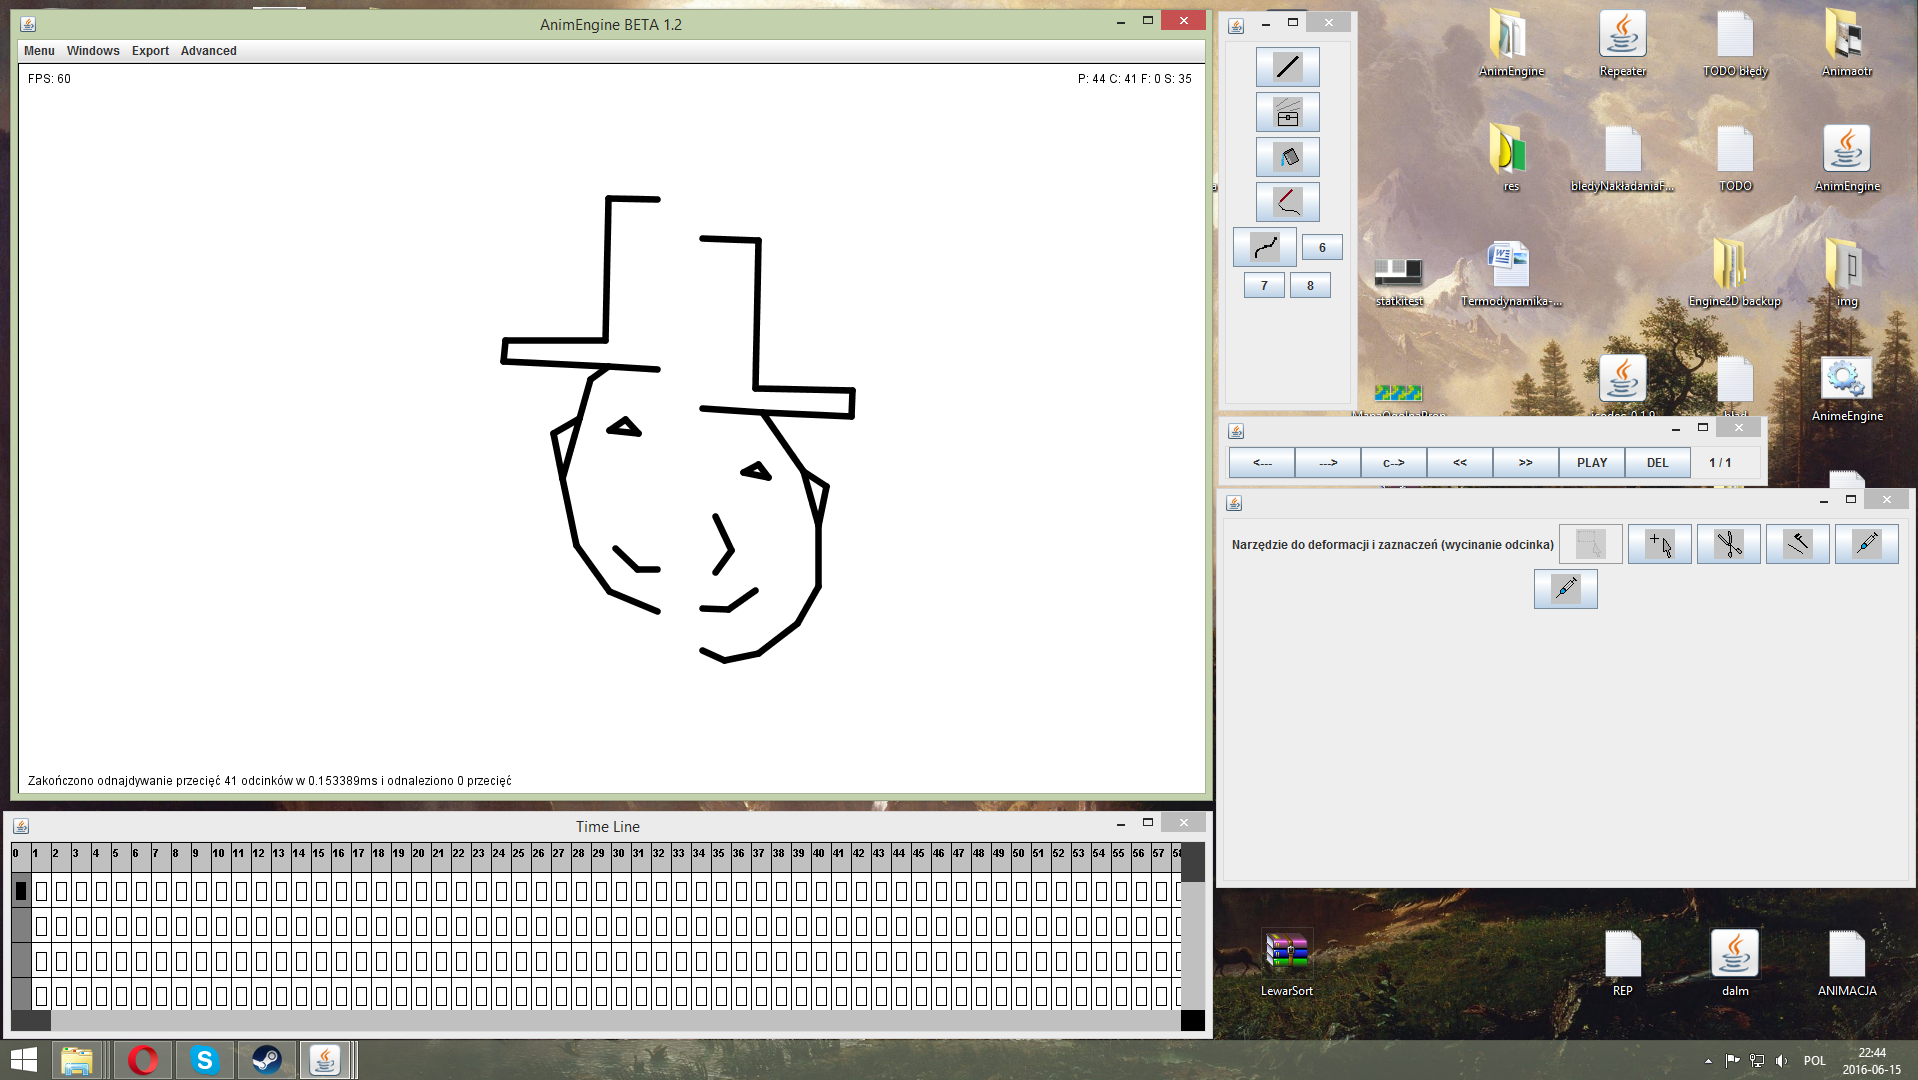 AnimEngine BETA 1.2
Menu Windows Export Advanced
FPS: 60
P: 44 C: 41 F: 0 S: 35
Zakończono odnajdywanie przecięć 41 odcinków w 0.153389ms i odnaleziono 0 przecięć
6
7 8
<--- ---> c--> << >> PLAY DEL 1 / 1
Narzędzie do deformacji i zaznaczeń (wycinanie odcinka)
Time Line
0 1 2 3 4 5 6 7 8 9 10 11 12 13 14 15 16 17 18 19 20 21 22 23 24 25 26 27 28 29 30 31 32 33 34 35 36 37 38 39 40 41 42 43 44 45 46 47 48 49 50 51 52 53 54 55 56 57 58
AnimEngine Repeater TODO błędy Animaotr
res bledyNakładaniaF... TODO AnimEngine
statkitest Termodynamika-... Engine2D backup img
AnimeEngine
LewarSort REP dalm ANIMACJA
POL
22:44
2016-06-15